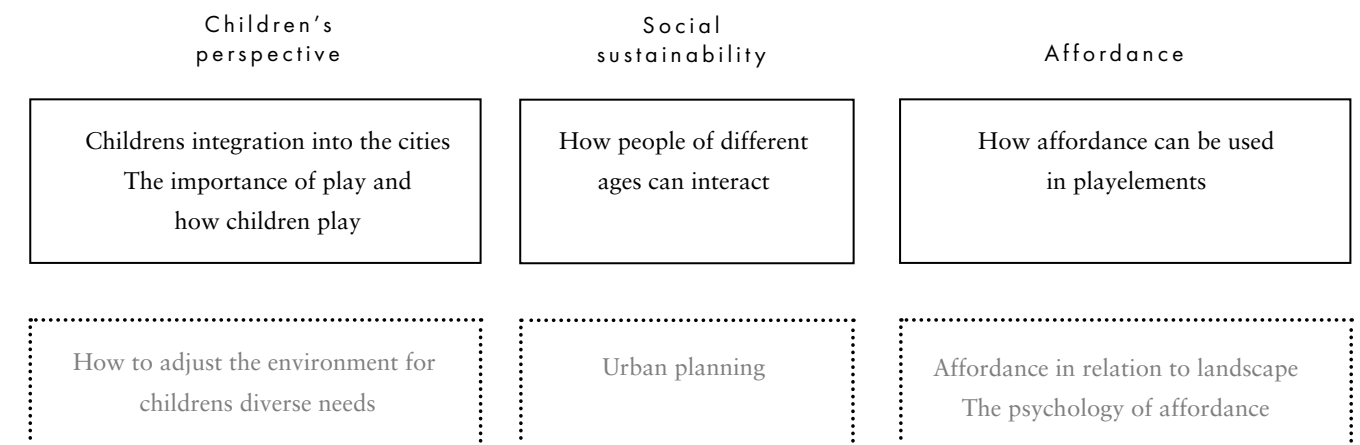 Children's
perspective
Social
sustainability
Affordance
Childrens integration into the cities
The importance of play and
how children play
How people of different
ages can interact
How affordance can be used
in playelements
How to adjust the environment for
childrens diverse needs
Urban planning
Affordance in relation to landscape
The psychology of affordance